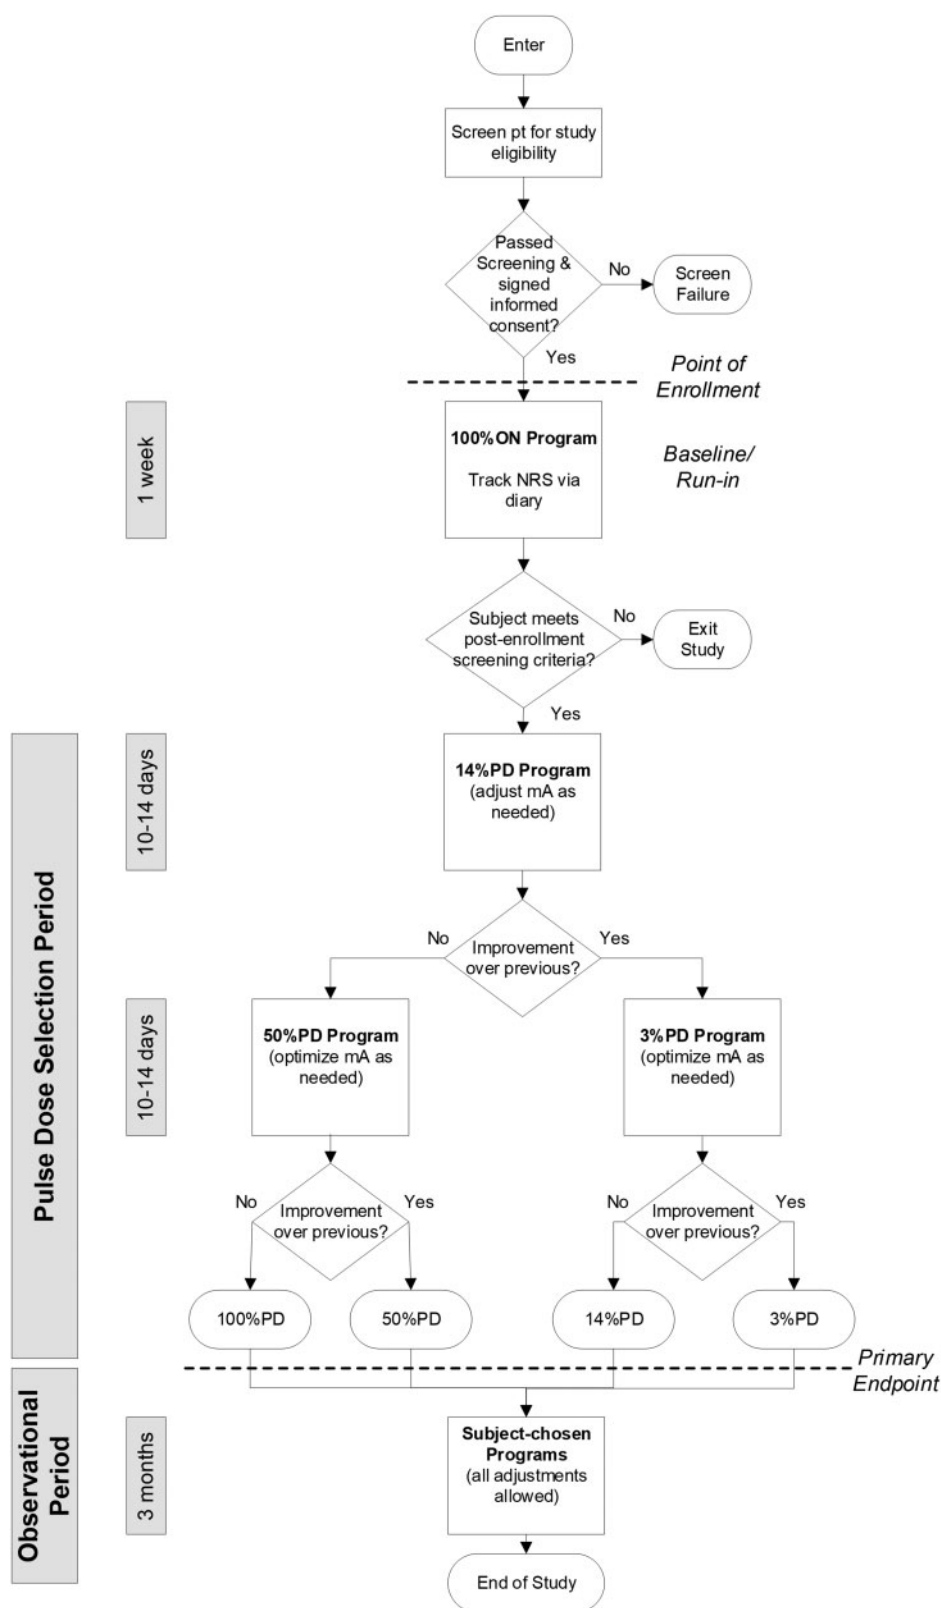 Enter
Screen pt for study
eligibility
Passed
Screening &
signed
informed
consent?
No
Screen
Failure
Yes
Point of
Enrollment
1 week
100%ON Program
Track NRS via
diary
Baseline/
Run-in
Subject meets
post-enrollment
screening criteria?
No
Exit
Study
Yes
Pulse Dose Selection Period
10-14 days
14%PD Program
(adjust mA as
needed)
No
Improvement
over previous?
Yes
10-14 days
50%PD Program
(optimize mA as
needed)
3%PD Program
(optimize mA as
needed)
No
Improvement
over previous?
Yes
No
Improvement
over previous?
Yes
100%PD
50%PD
14%PD
3%PD
Primary
Endpoint
Observational
Period
3 months
Subject-chosen
Programs
(all adjustments
allowed)
End of Study